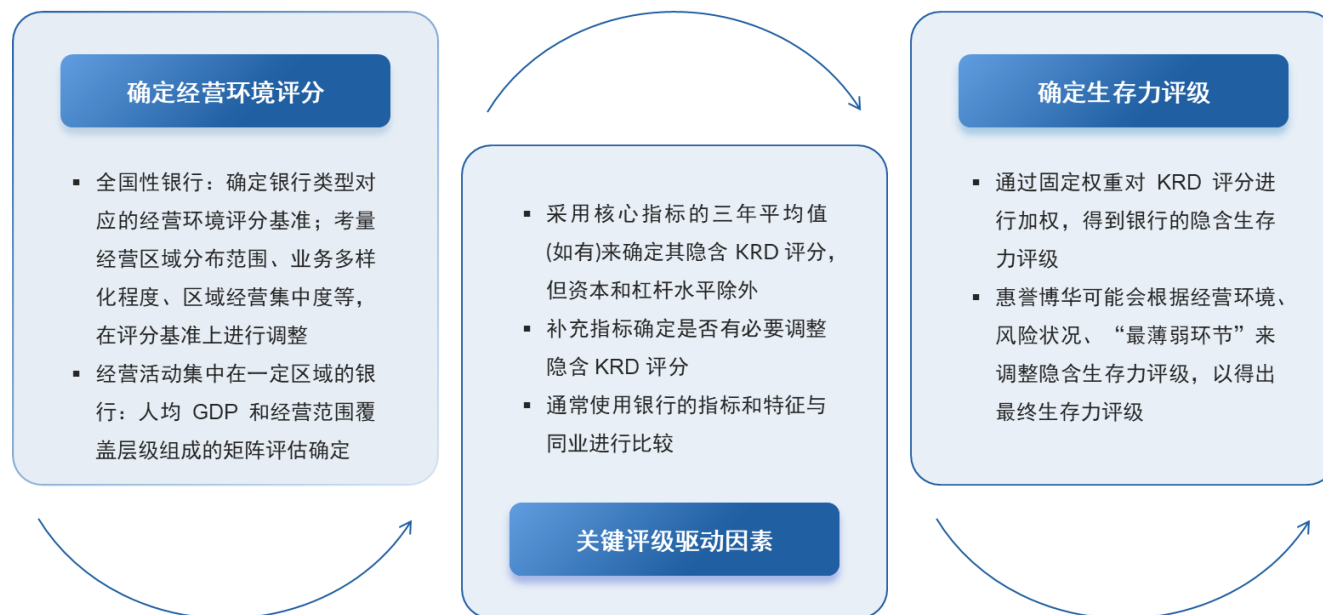 确定经营环境评分
▪ 全国性银行：确定银行类型对
应的经营环境评分基准；考量
经营区域分布范围、业务多样
化程度、区域经营集中度等，
在评分基准上进行调整
▪ 经营活动集中在一定区域的银
行：人均 GDP 和经营范围覆
盖层级组成的矩阵评估确定
▪ 采用核心指标的三年平均值
(如有)来确定其隐含 KRD 评分，
但资本和杠杆水平除外
▪ 补充指标确定是否有必要调整
隐含 KRD 评分
▪ 通常使用银行的指标和特征与
同业进行比较
关键评级驱动因素
确定生存力评级
▪ 通过固定权重对 KRD 评分进
行加权，得到银行的隐含生存
力评级
▪ 惠誉博华可能会根据经营环境、
风险状况、“最薄弱环节”来
调整隐含生存力评级，以得出
最终生存力评级